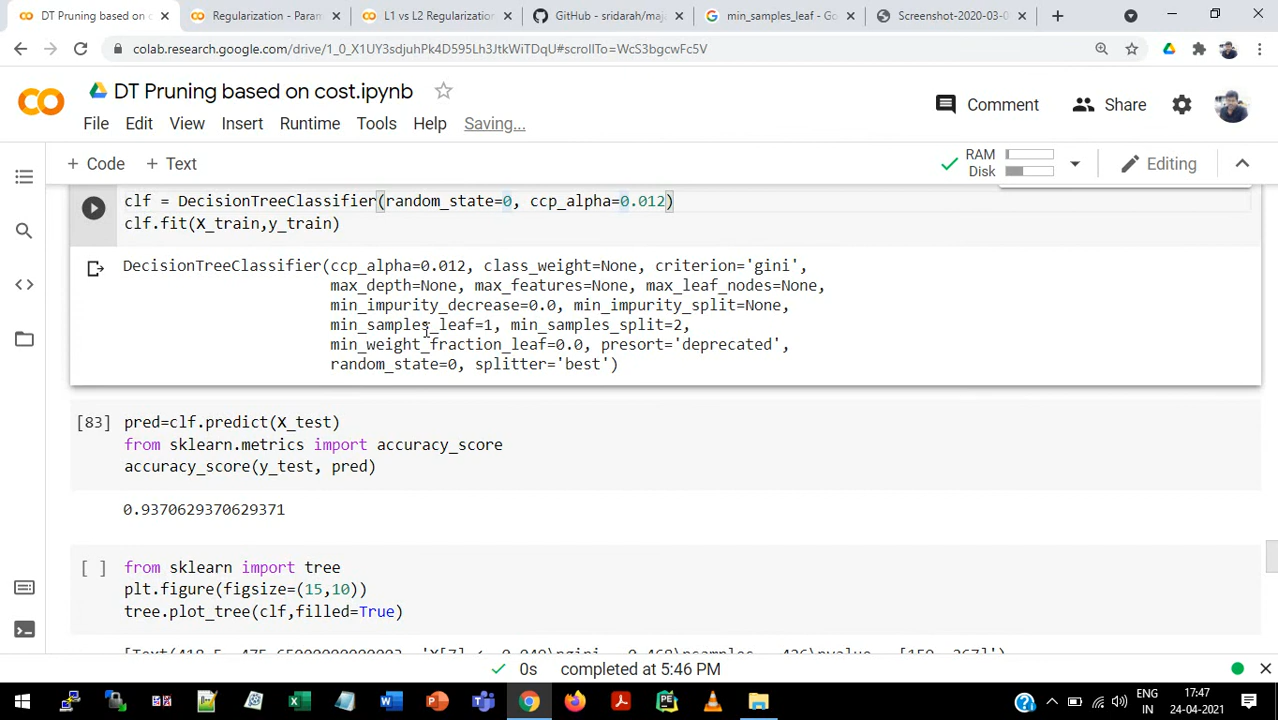 DT Pruning based on co
Regularization - Param
L1 vs L2 Regularization
GitHub - sridarah/maj
min_samples_leaf - Go
Screenshot-2020-03-0
colab.research.google.com/drive/1_0_X1UY3sdjuhPk4D595Lh3JtkWiTDqU#scrollTo=WcS3bgcwFc5V
DT Pruning based on cost.ipynb
Comment
Share
File Edit View Insert Runtime Tools Help Saving...
+ Code + Text
RAM
Disk
Editing
clf = DecisionTreeClassifier(random_state=0, ccp_alpha=0.012)
clf.fit(X_train,y_train)
DecisionTreeClassifier(ccp_alpha=0.012, class_weight=None, criterion='gini',
max_depth=None, max_features=None, max_leaf_nodes=None,
min_impurity_decrease=0.0, min_impurity_split=None,
min_samples_leaf=1, min_samples_split=2,
min_weight_fraction_leaf=0.0, presort='deprecated',
random_state=0, splitter='best')
[83] pred=clf.predict(X_test)
from sklearn.metrics import accuracy_score
accuracy_score(y_test, pred)
0.9370629370629371
[ ] from sklearn import tree
plt.figure(figsize=(15,10))
tree.plot_tree(clf,filled=True)
0s completed at 5:46 PM
ENG 17:47
IN 24-04-2021